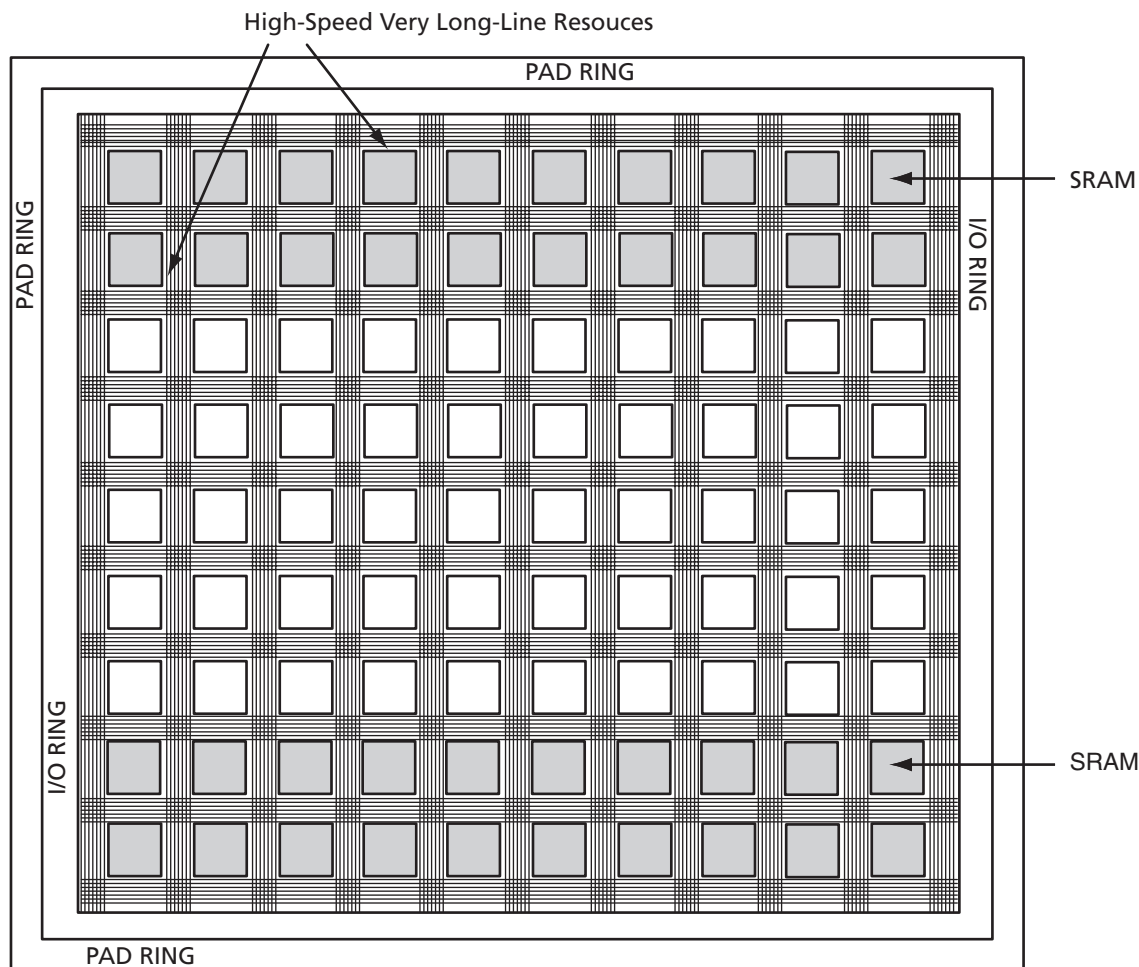 High-Speed Very Long-Line Resouces
PAD RING
SRAM
PAD RING
I/O RING
I/O RING
SRAM
PAD RING